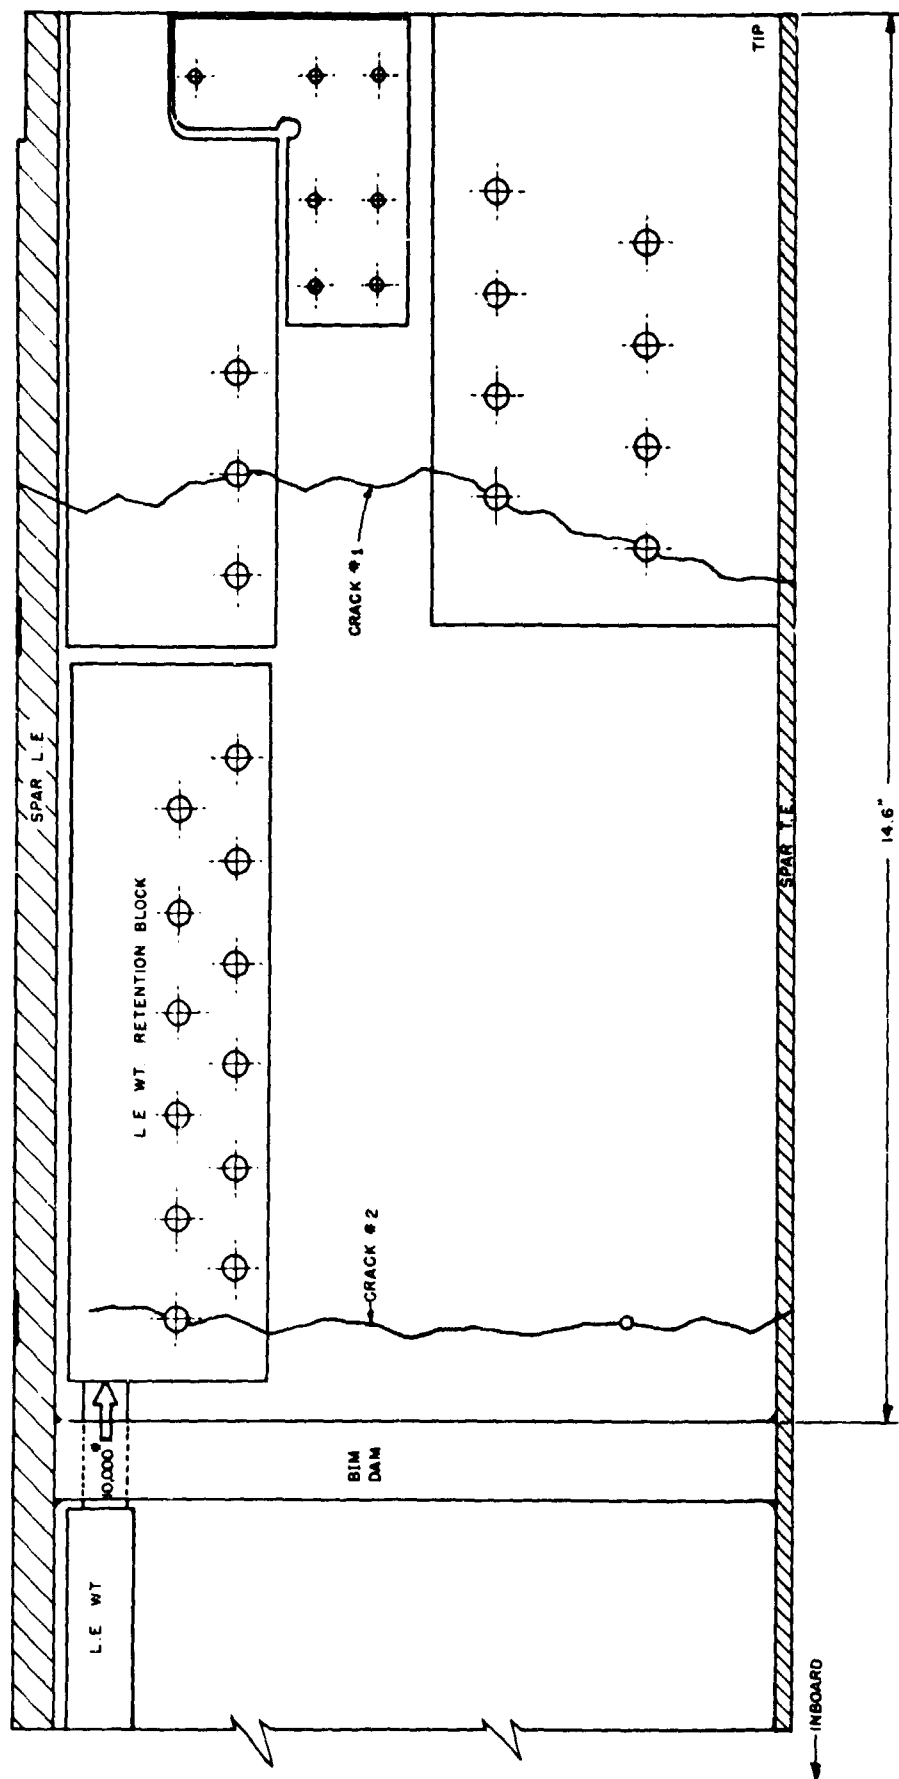 TIP
SPAR L.E
CRACK #1
L E WT RETENTION BLOCK
SPAR T.E.
14.6"
CRACK #2
10,000#
BIM
DAM
L.E WT
INBOARD